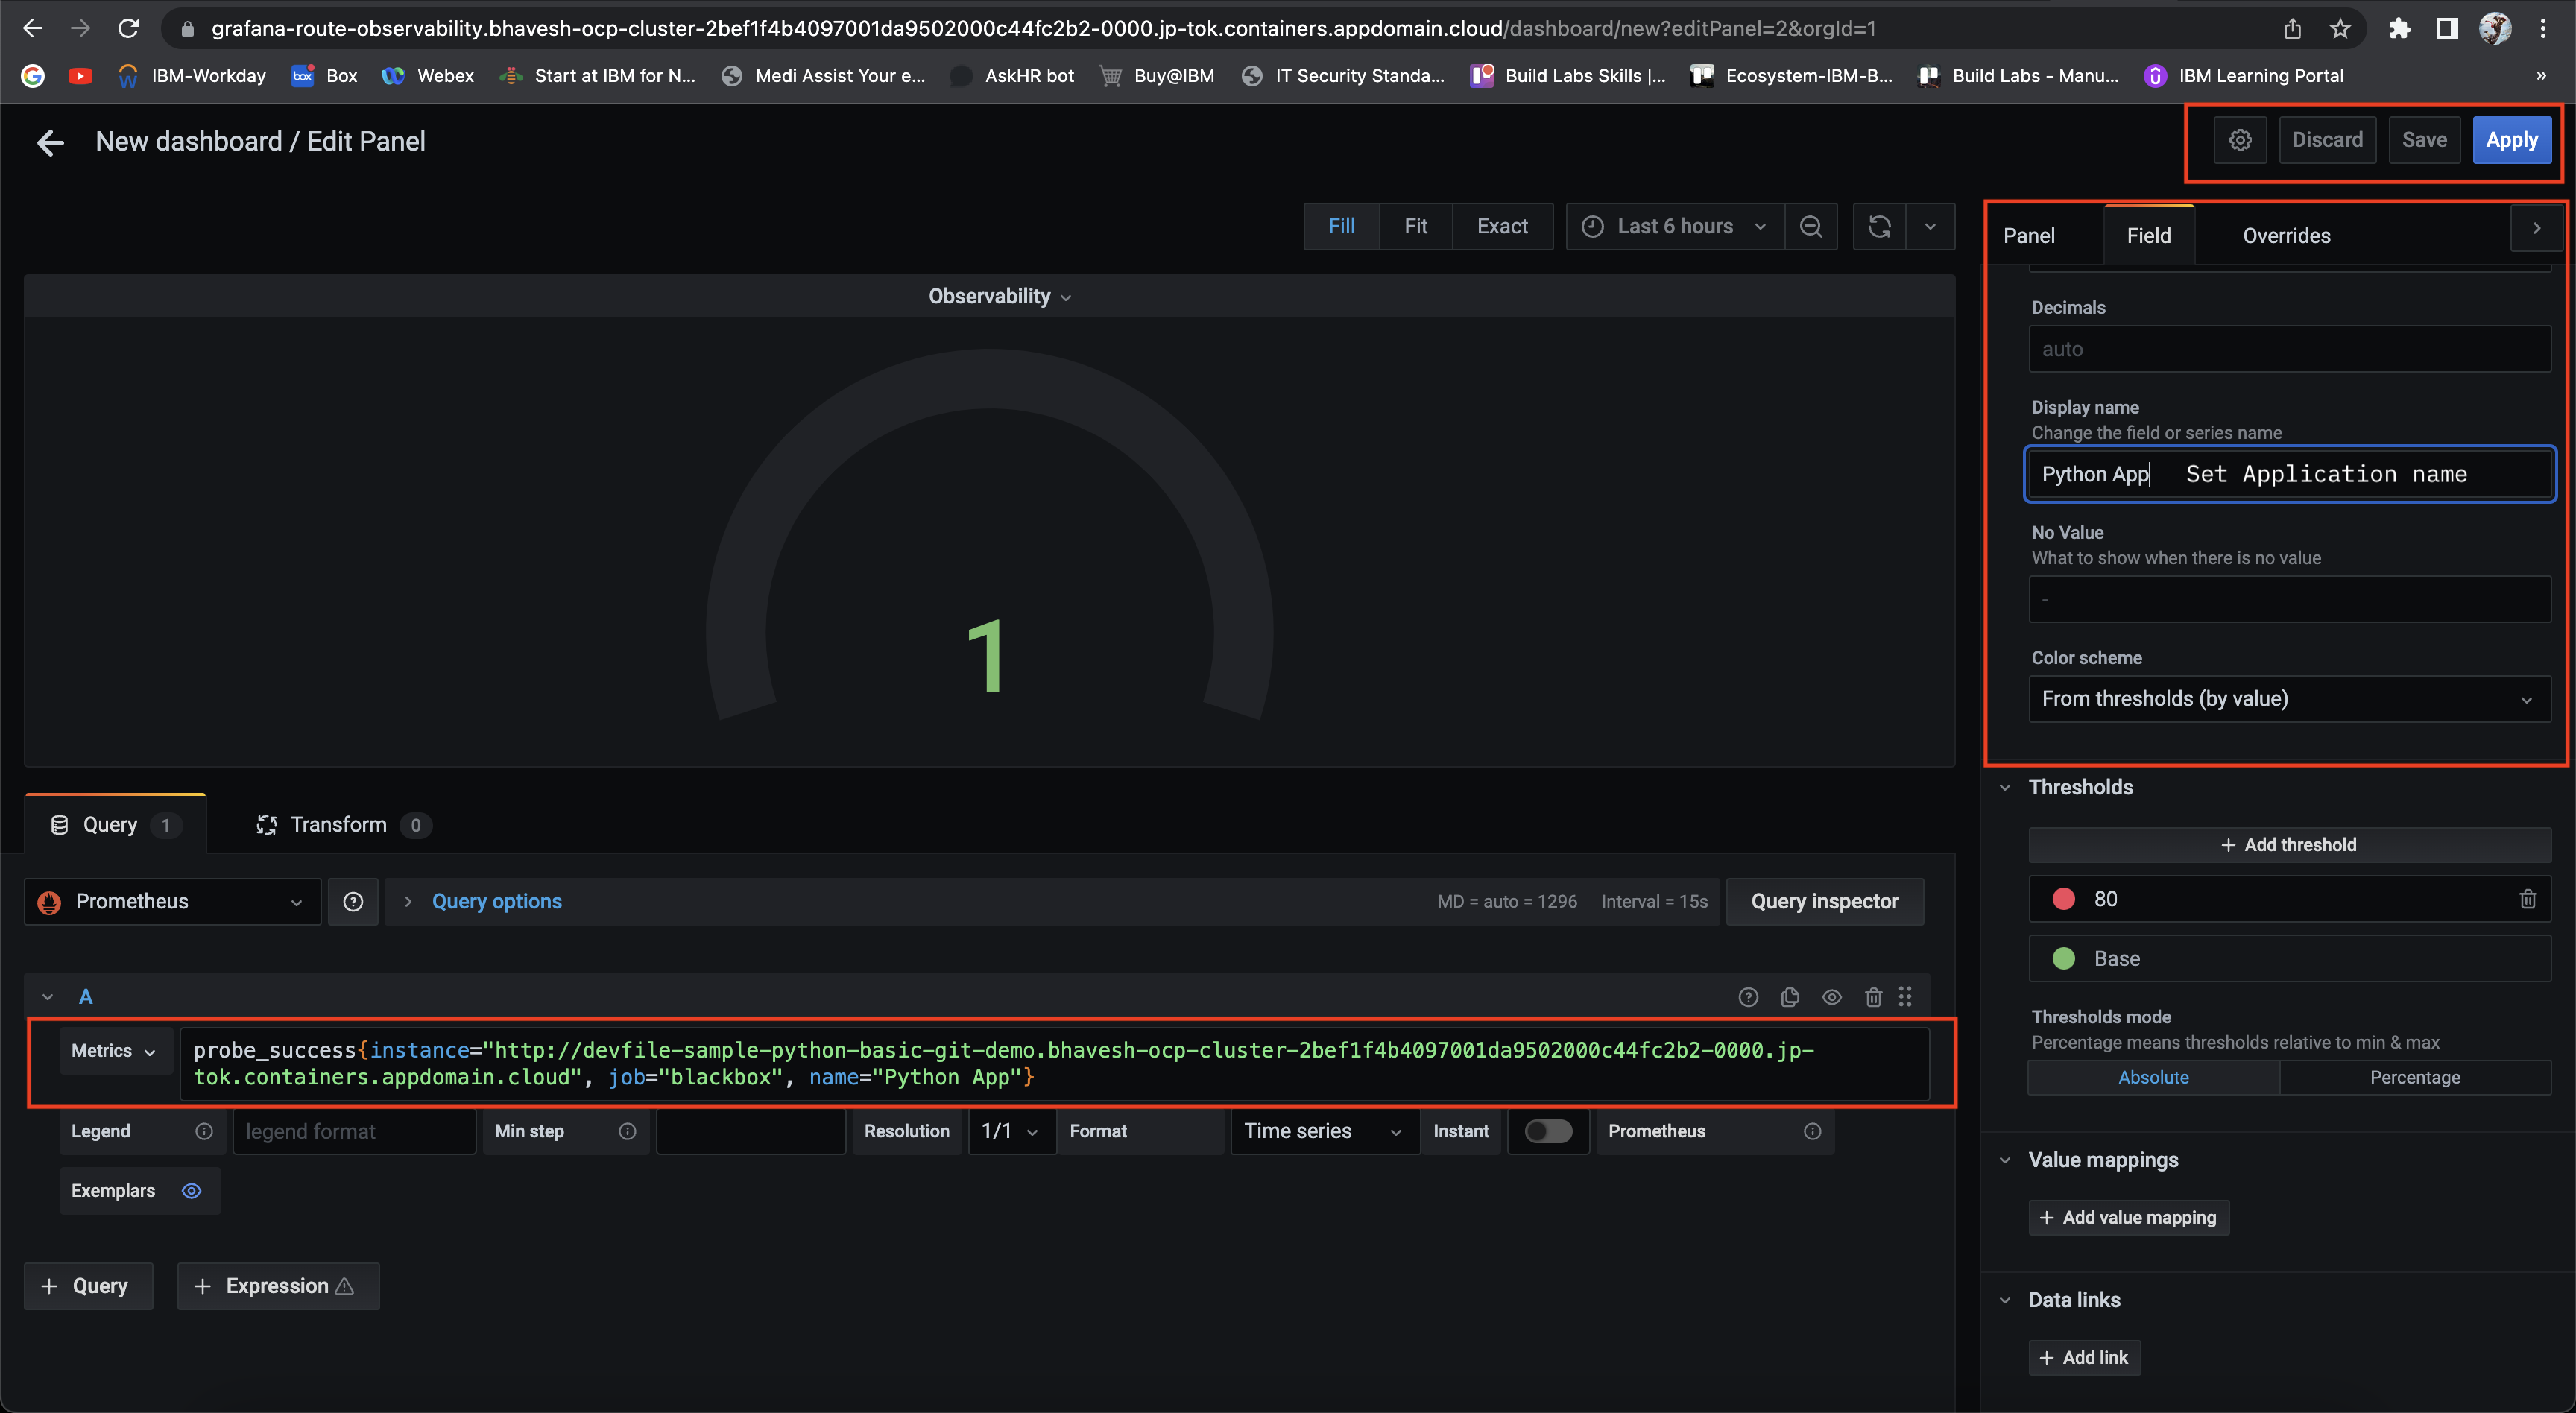 grafana-route-observability.bhavesh-ocp-cluster-2bef1f4b4097001da9502000c44fc2b2-0000.jp-tok.containers.appdomain.cloud/dashboard/new?editPanel=2&orgId=1
IBM-Workday Box Webex Start at IBM for N... Medi Assist Your e... AskHR bot Buy@IBM IT Security Standa... Build Labs Skills |... Ecosystem-IBM-B... Build Labs - Manu... IBM Learning Portal »
New dashboard / Edit Panel
Discard Save Apply
Fill Fit Exact Last 6 hours
Panel Field Overrides
Observability
1
Decimals
auto
Display name
Change the field or series name
Python App Set Application name
No Value
What to show when there is no value
-
Color scheme
From thresholds (by value)
Thresholds
+ Add threshold
80
Base
Thresholds mode
Percentage means thresholds relative to min & max
Absolute Percentage
Value mappings
+ Add value mapping
Data links
+ Add link
Query 1 Transform 0
Prometheus Query options MD = auto = 1296 Interval = 15s Query inspector
A
Metrics probe_success{instance="http://devfile-sample-python-basic-git-demo.bhavesh-ocp-cluster-2bef1f4b4097001da9502000c44fc2b2-0000.jp-
tok.containers.appdomain.cloud", job="blackbox", name="Python App"}
Legend legend format Min step Resolution 1/1 Format Time series Instant Prometheus
Exemplars
+ Query + Expression